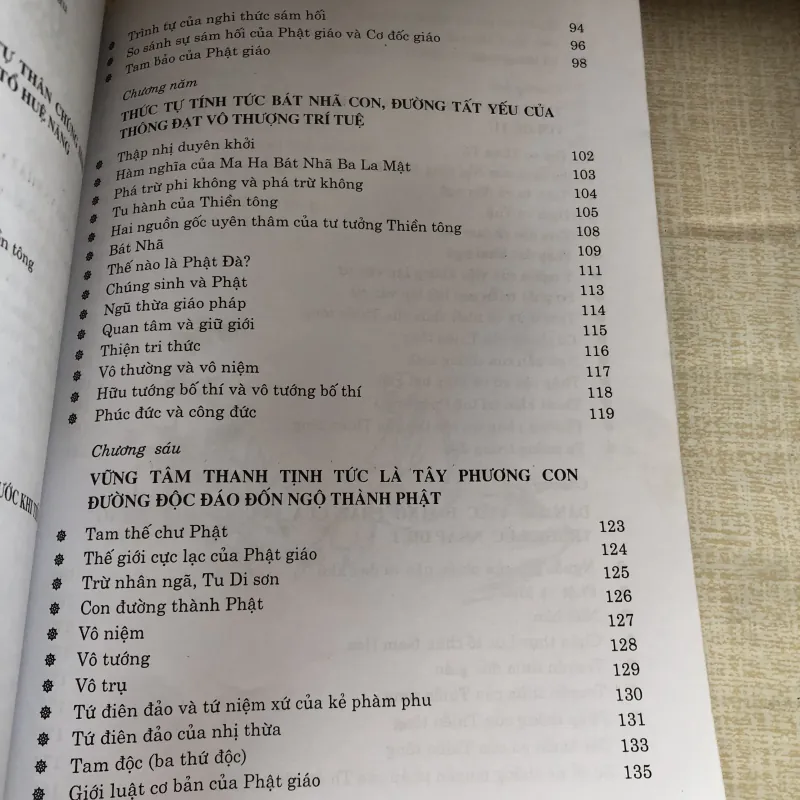 Ự THÂN CHỨNG
TỔ HUỆ NĂNG
tông
ƯỚC KHI
Trình tự của nghi thức sám hối 94
So sánh sự sám hối của Phật giáo và Cơ đốc giáo 96
Tam bảo của Phật giáo 98
Chương năm
THỨC TỰ TÍNH TỨC BÁT NHÃ CON, ĐƯỜNG TẤT YẾU CỦA
THÔNG ĐẠT VÔ THƯỢNG TRÍ TUỆ
Thập nhị duyên khởi 102
Hàm nghĩa của Ma Ha Bát Nhã Ba La Mật 103
Phá trừ phi không và phá trừ không 104
Tu hành của Thiền tông 105
Hai nguồn gốc uyên thâm của tư tưởng Thiền tông 108
Bát Nhã 109
Thế nào là Phật Đà? 111
Chúng sinh và Phật 113
Ngũ thừa giáo pháp 114
Quan tâm và giữ giới 115
Thiện tri thức 116
Vô thường và vô niệm 117
Hữu tướng bố thí và vô tướng bố thí 118
Phúc đức và công đức 119
Chương sáu
VỮNG TÂM THANH TỊNH TỨC LÀ TÂY PHƯƠNG CON
ĐƯỜNG ĐỘC ĐÁO ĐỐN NGỘ THÀNH PHẬT
Tam thế chư Phật 123
Thế giới cực lạc của Phật giáo 124
Trừ nhân ngã, Tu Di sơn 125
Con đường thành Phật 126
Vô niệm 127
Vô tướng 128
Vô trụ 129
Tứ điên đảo và tứ niệm xứ của kẻ phàm phu 130
Tứ điên đảo của nhị thừa 131
Tam độc (ba thứ độc) 133
Giới luật cơ bản của Phật giáo 135